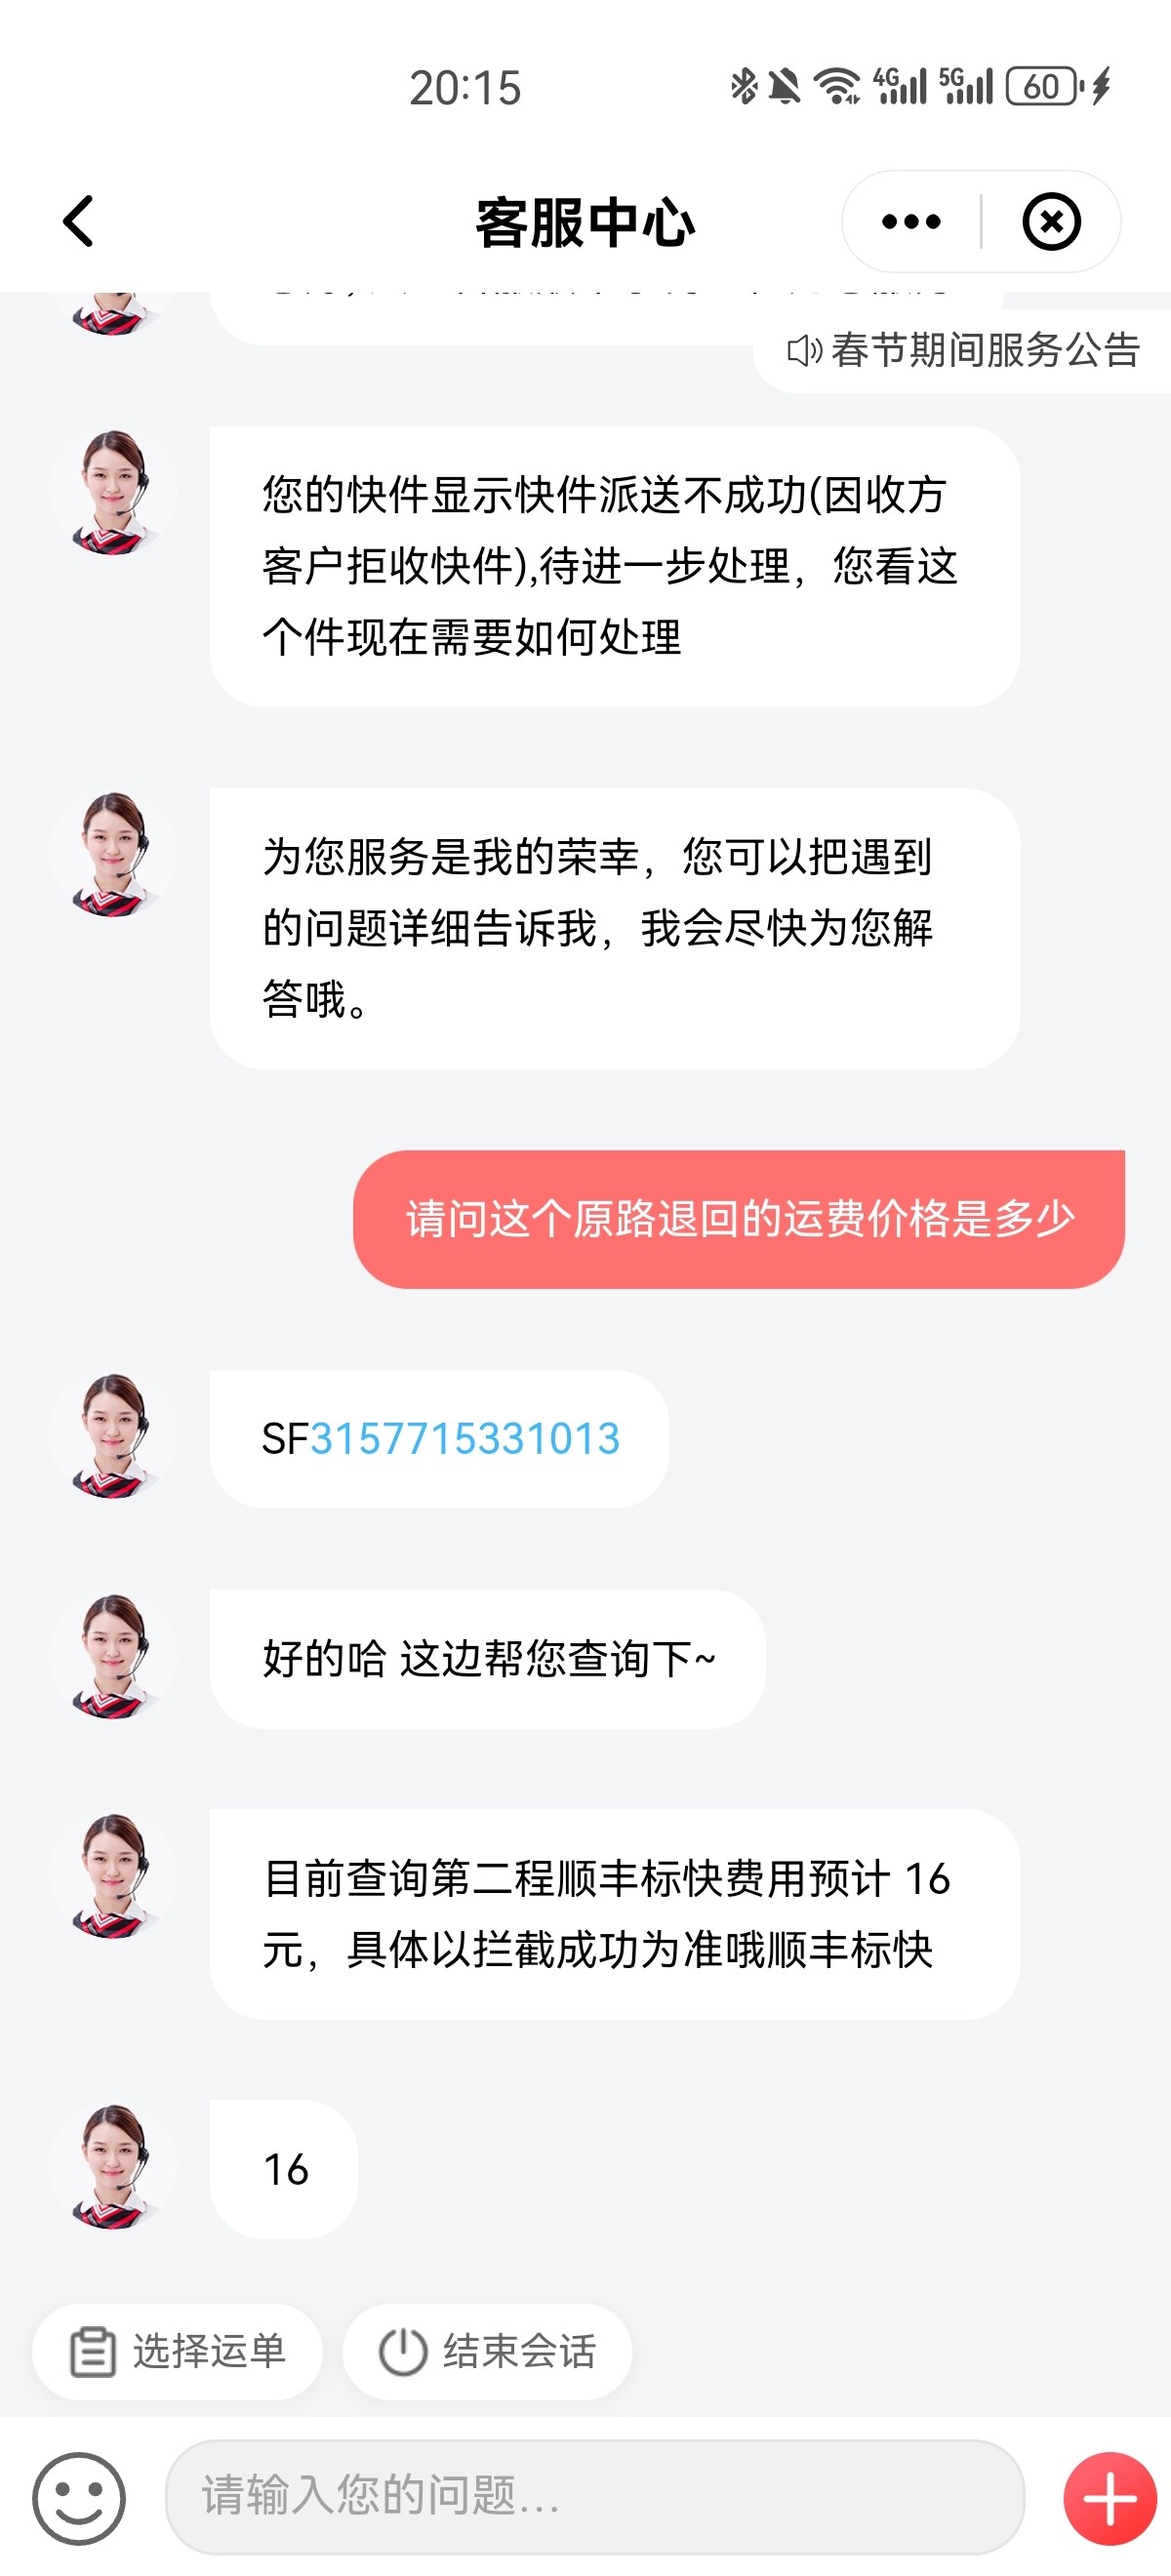 20:15
4G
5G
60
客服中心
春节期间服务公告
您的快件显示快件派送不成功(因收方
客户拒收快件),待进一步处理，您看这
个件现在需要如何处理
为您服务是我的荣幸，您可以把遇到
的问题详细告诉我，我会尽快为您解
答哦。
请问这个原路退回的运费价格是多少
SF3157715331013
好的哈 这边帮您查询下~
目前查询第二程顺丰标快费用预计 16
元，具体以拦截成功为准哦顺丰标快
16
选择运单
结束会话
请输入您的问题...